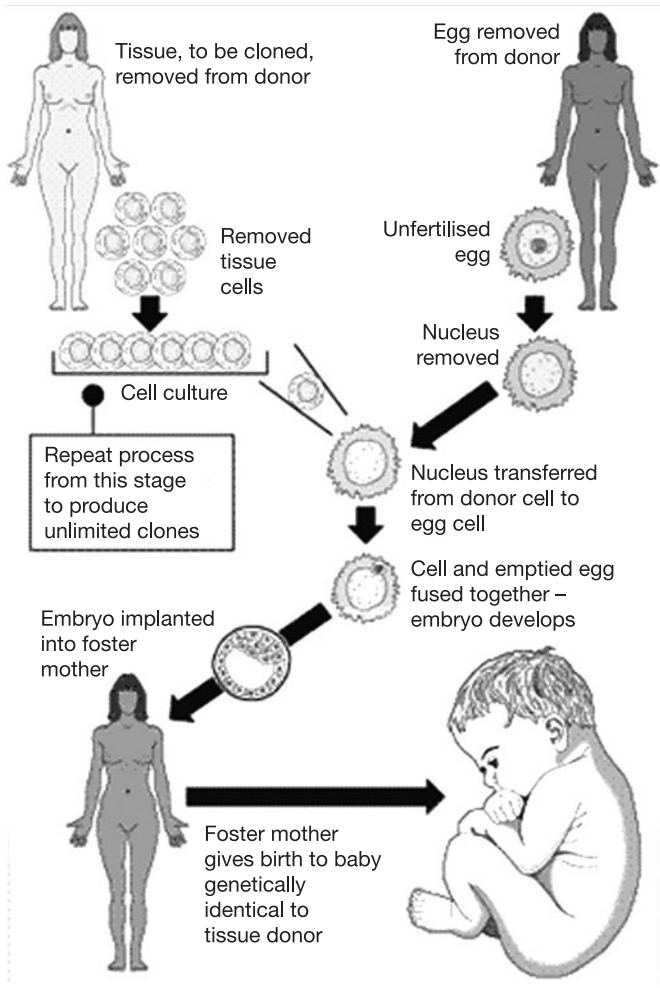 Tissue, to be cloned,
removed from donor
Egg removed
from donor
Removed
tissue
cells
Unfertilised
egg
Nucleus
removed
Cell culture
Repeat process
from this stage
to produce
unlimited clones
Nucleus transferred
from donor cell to
egg cell
Cell and emptied egg
fused together –
embryo develops
Embryo implanted
into foster
mother
Foster mother
gives birth to baby
genetically
identical to
tissue donor